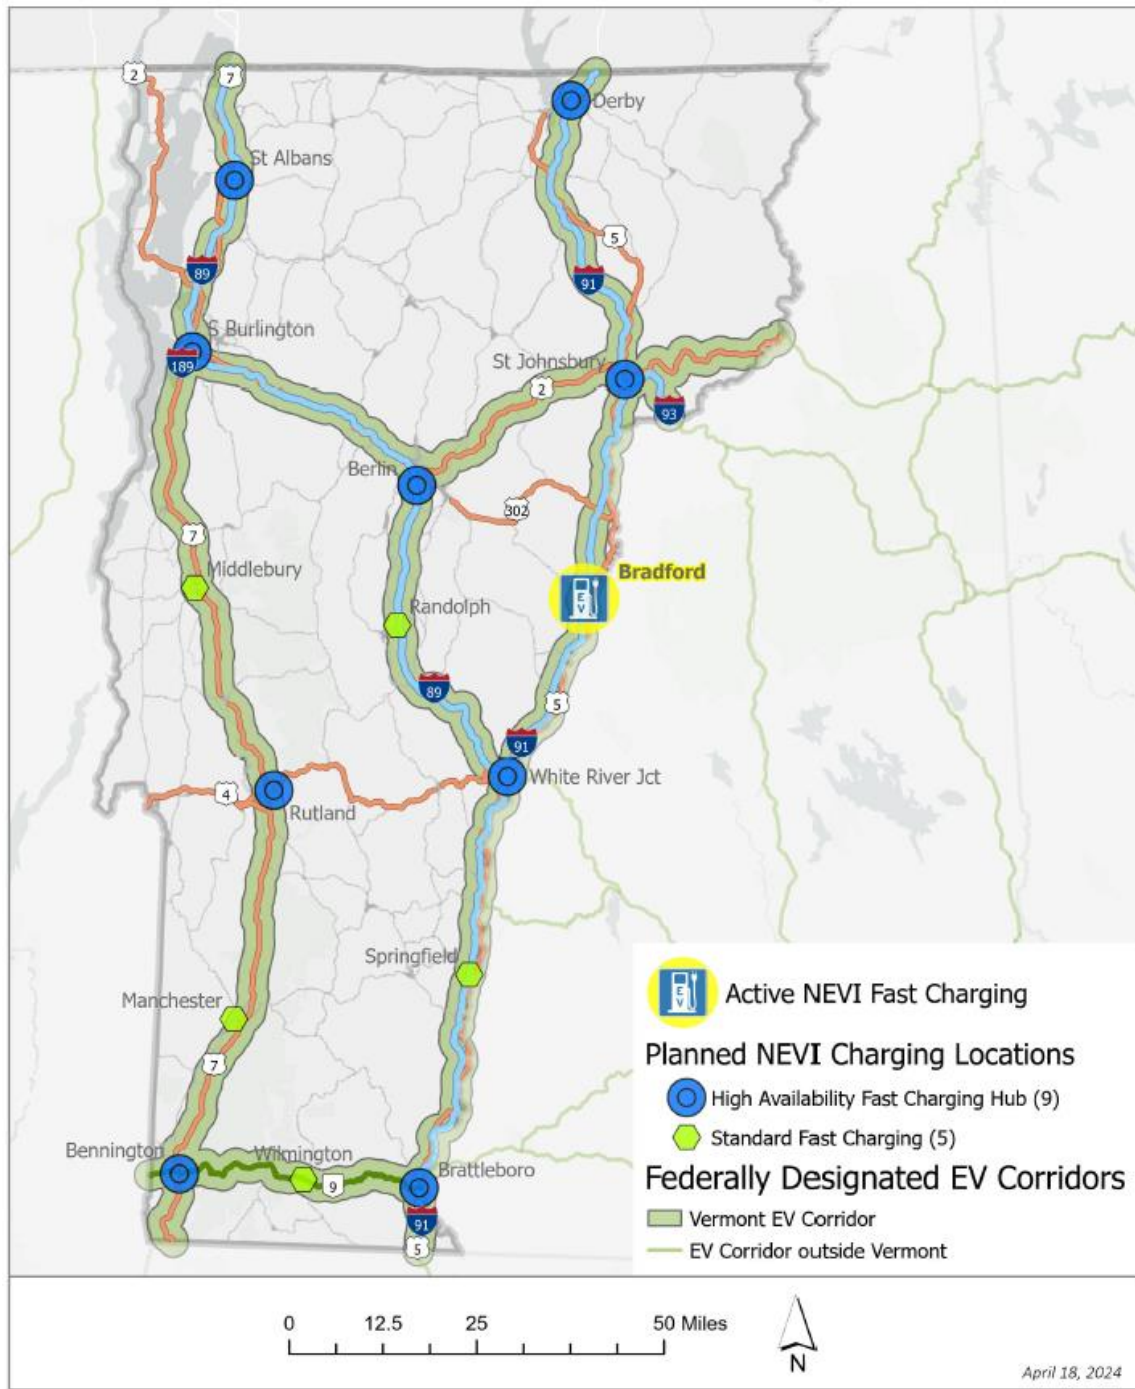 2
7
Derby
St Albans
5
89
91
S Burlington
189
St Johnsbury
2
93
Berlin
302
7
Middlebury
Bradford
EV
Randolph
89
5
91
White River Jct
4
Rutland
Springfield
Manchester
7
Bennington
Wilmington
9
Brattleboro
91
5
EV
Active NEVI Fast Charging
Planned NEVI Charging Locations
High Availability Fast Charging Hub (9)
Standard Fast Charging (5)
Federally Designated EV Corridors
Vermont EV Corridor
EV Corridor outside Vermont
0 12.5 25 50 Miles
N
April 18, 2024